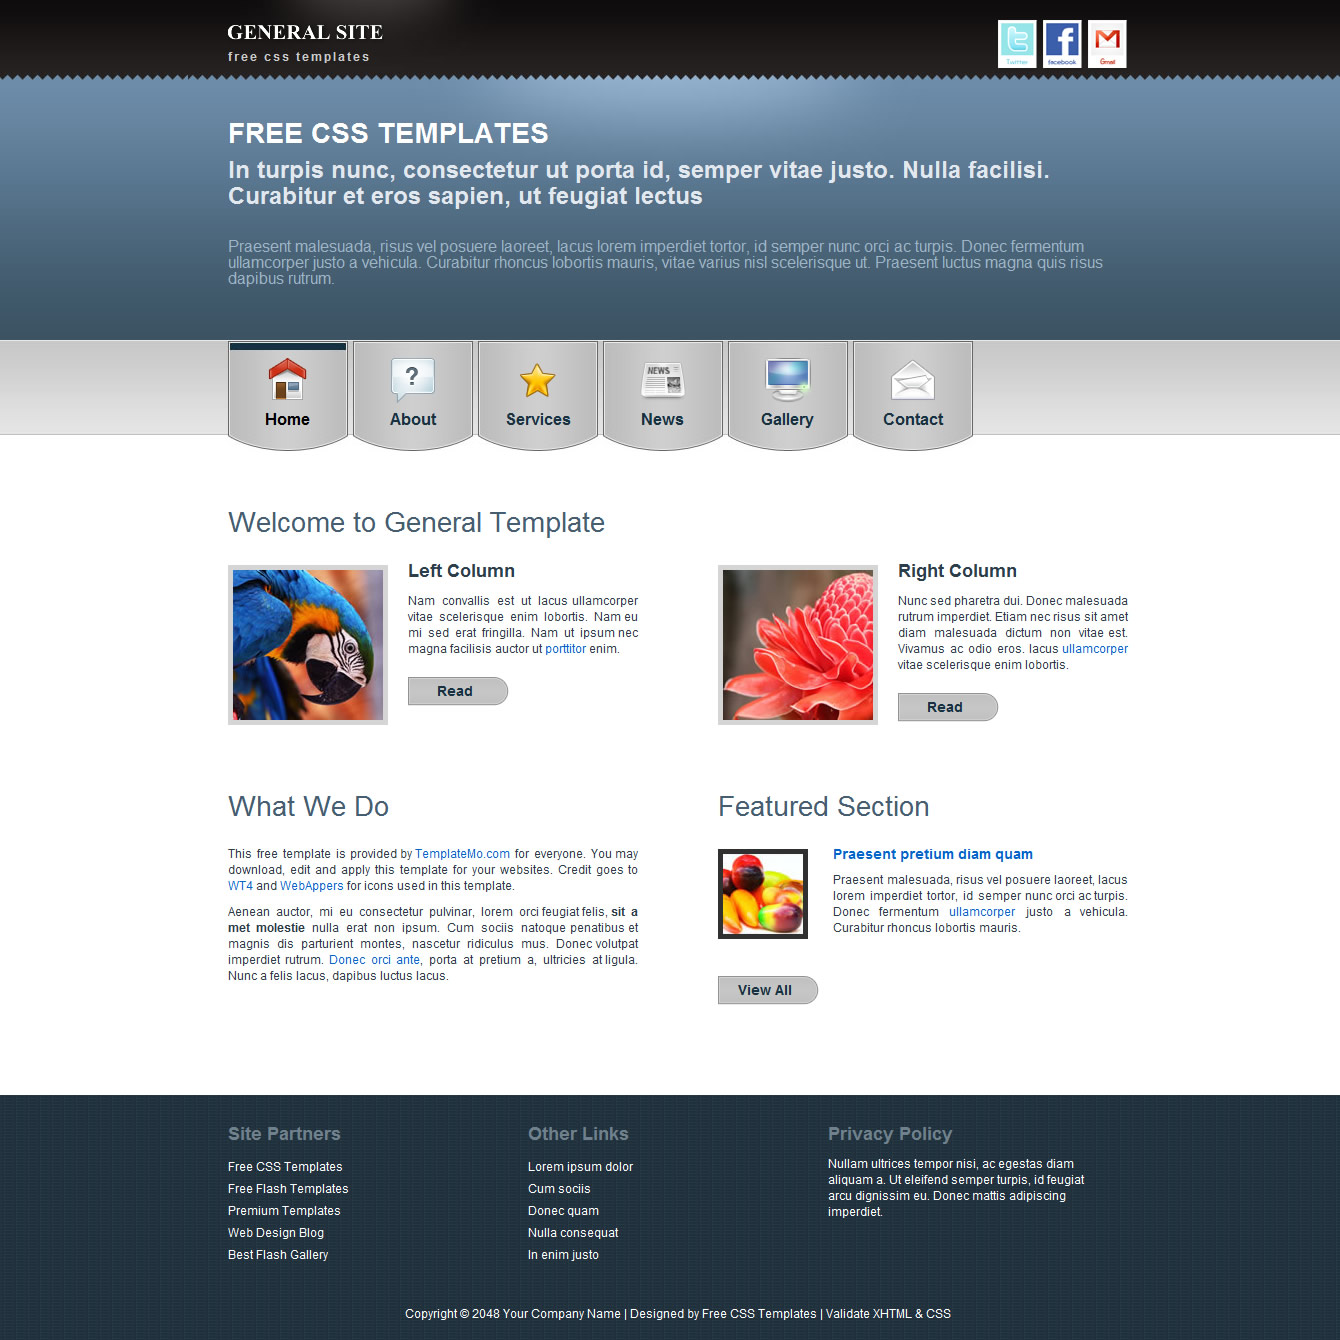 GENERAL SITE
free css templates
Twitter
facebook
Gmail
FREE CSS TEMPLATES
In turpis nunc, consectetur ut porta id, semper vitae justo. Nulla facilisi.
Curabitur et eros sapien, ut feugiat lectus
Praesent malesuada, risus vel posuere laoreet, lacus lorem imperdiet tortor, id semper nunc orci ac turpis. Donec fermentum
ullamcorper justo a vehicula. Curabitur rhoncus lobortis mauris, vitae varius nisl scelerisque ut. Praesent luctus magna quis risus
dapibus rutrum.
?
NEWS
Home
About
Services
News
Gallery
Contact
Welcome to General Template
Left Column
Nam convallis est ut lacus ullamcorper
vitae scelerisque enim lobortis. Nam eu
mi sed erat fringilla. Nam ut ipsum nec
magna facilisis auctor ut porttitor enim.
Read
Right Column
Nunc sed pharetra dui. Donec malesuada
rutrum imperdiet. Etiam nec risus sit amet
diam malesuada dictum non vitae est.
Vivamus ac odio eros. lacus ullamcorper
vitae scelerisque enim lobortis.
Read
What We Do
This free template is provided by TemplateMo.com for everyone. You may
download, edit and apply this template for your websites. Credit goes to
WT4 and WebAppers for icons used in this template.
Aenean auctor, mi eu consectetur pulvinar, lorem orci feugiat felis, sit a
met molestie nulla erat non ipsum. Cum sociis natoque penatibus et
magnis dis parturient montes, nascetur ridiculus mus. Donec volutpat
imperdiet rutrum. Donec orci ante, porta at pretium a, ultricies at ligula.
Nunc a felis lacus, dapibus luctus lacus.
Featured Section
Praesent pretium diam quam
Praesent malesuada, risus vel posuere laoreet, lacus
lorem imperdiet tortor, id semper nunc orci ac turpis.
Donec fermentum ullamcorper justo a vehicula.
Curabitur rhoncus lobortis mauris.
View All
Site Partners
Free CSS Templates
Free Flash Templates
Premium Templates
Web Design Blog
Best Flash Gallery
Other Links
Lorem ipsum dolor
Cum sociis
Donec quam
Nulla consequat
In enim justo
Privacy Policy
Nullam ultrices tempor nisi, ac egestas diam
aliquam a. Ut eleifend semper turpis, id feugiat
arcu dignissim eu. Donec mattis adipiscing
imperdiet.
Copyright © 2048 Your Company Name | Designed by Free CSS Templates | Validate XHTML & CSS